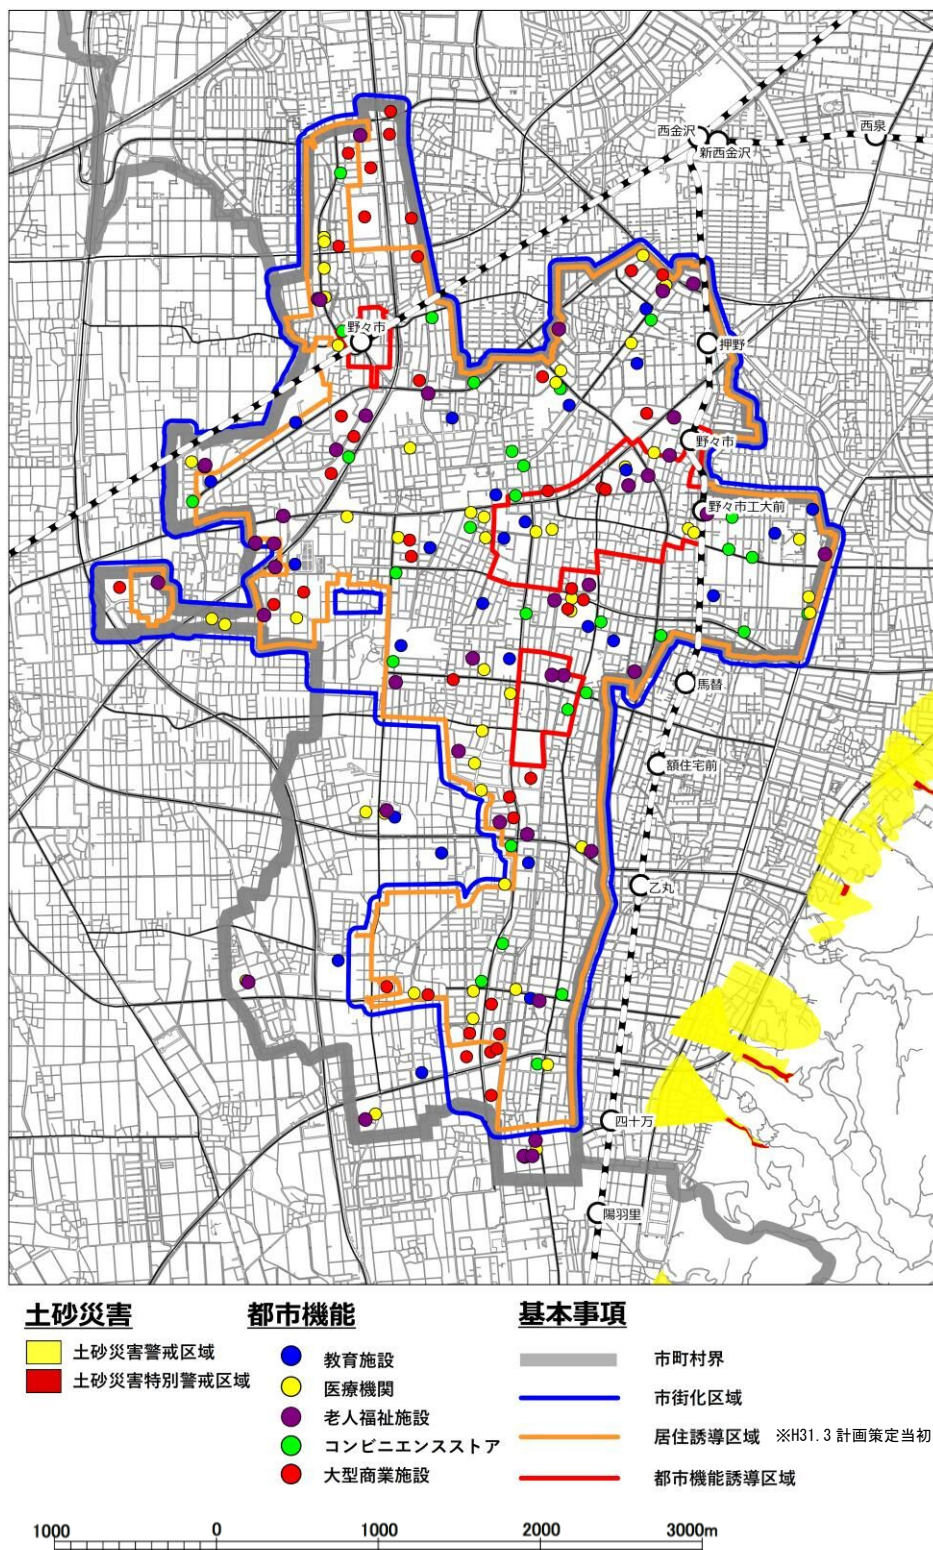 西金沢
西泉
新西金沢
野々市
押野
野々市
野々市工大前
馬替
額住宅前
乙丸
四十万
陽羽里
土砂災害
土砂災害警戒区域
土砂災害特別警戒区域
都市機能
教育施設
医療機関
老人福祉施設
コンビニエンスストア
大型商業施設
基本事項
市町村界
市街化区域
居住誘導区域 ※H31.3 計画策定当初
都市機能誘導区域
1000 0 1000 2000 3000m